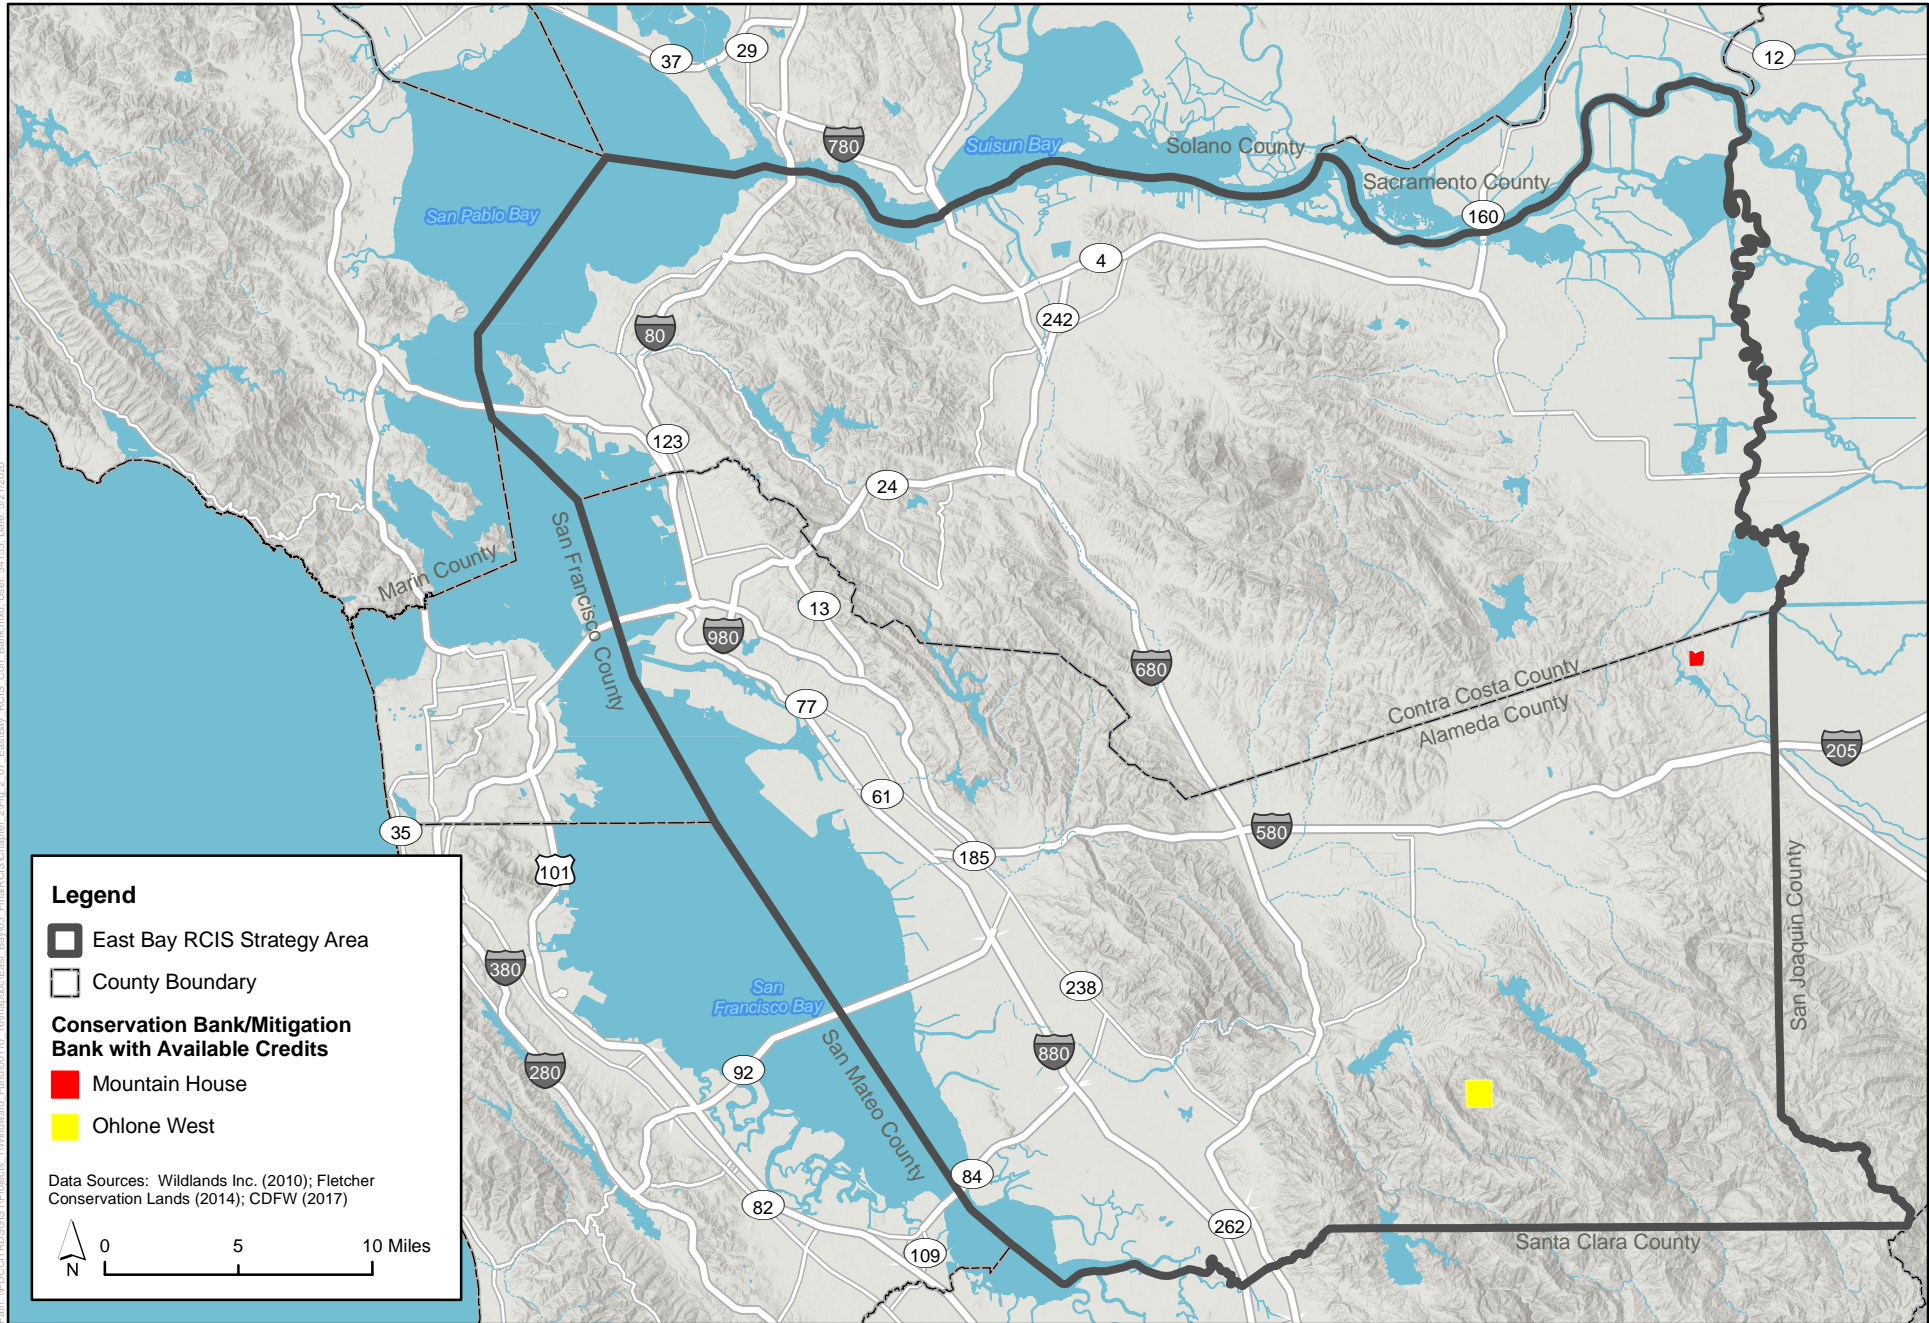 37
29
12
780
Suisun Bay
Solano County
Sacramento County
160
San Pablo Bay
4
242
80
123
24
San Francisco County
Marin County
13
980
680
Contra Costa County
Alameda County
77
205
61
35
580
185
101
San Joaquin County
380
238
San
Francisco Bay
San Mateo County
880
280
92
84
82
262
109
Santa Clara County
Legend
East Bay RCIS Strategy Area
County Boundary
Conservation Bank/Mitigation
Bank with Available Credits
Mountain House
Ohlone West
Data Sources: Wildlands Inc. (2010); Fletcher
Conservation Lands (2014); CDFW (2017)
N
0 5 10 Miles